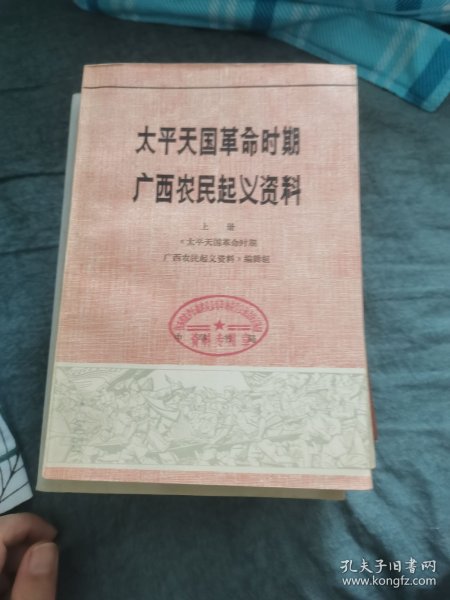 太平天国革命时期
广西农民起义资料
上册
《太平天国革命时期
广西农民起义资料》编辑组
孔夫子旧书网
www.kongfz.com